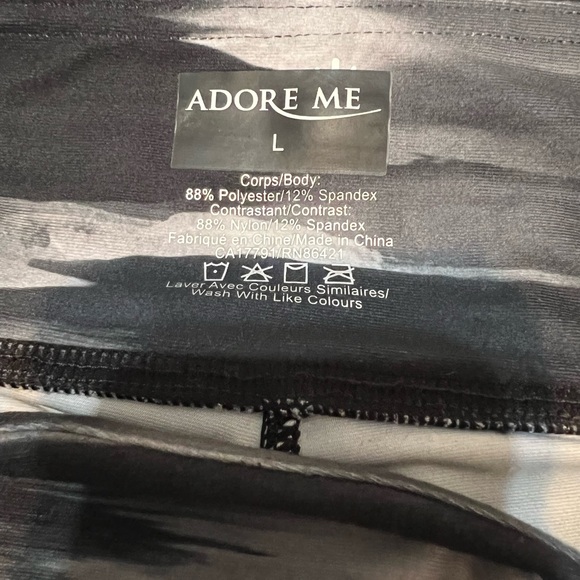 ADORE ME
L
Corps/Body:
88% Polyester/12% Spandex
Contrastant/Contrast:
88% Nylon/12% Spandex
Fabriqué en Chine/Made in China
CA17791/RN86421
Laver Avec Couleurs Similaires/
Wash With Like Colours